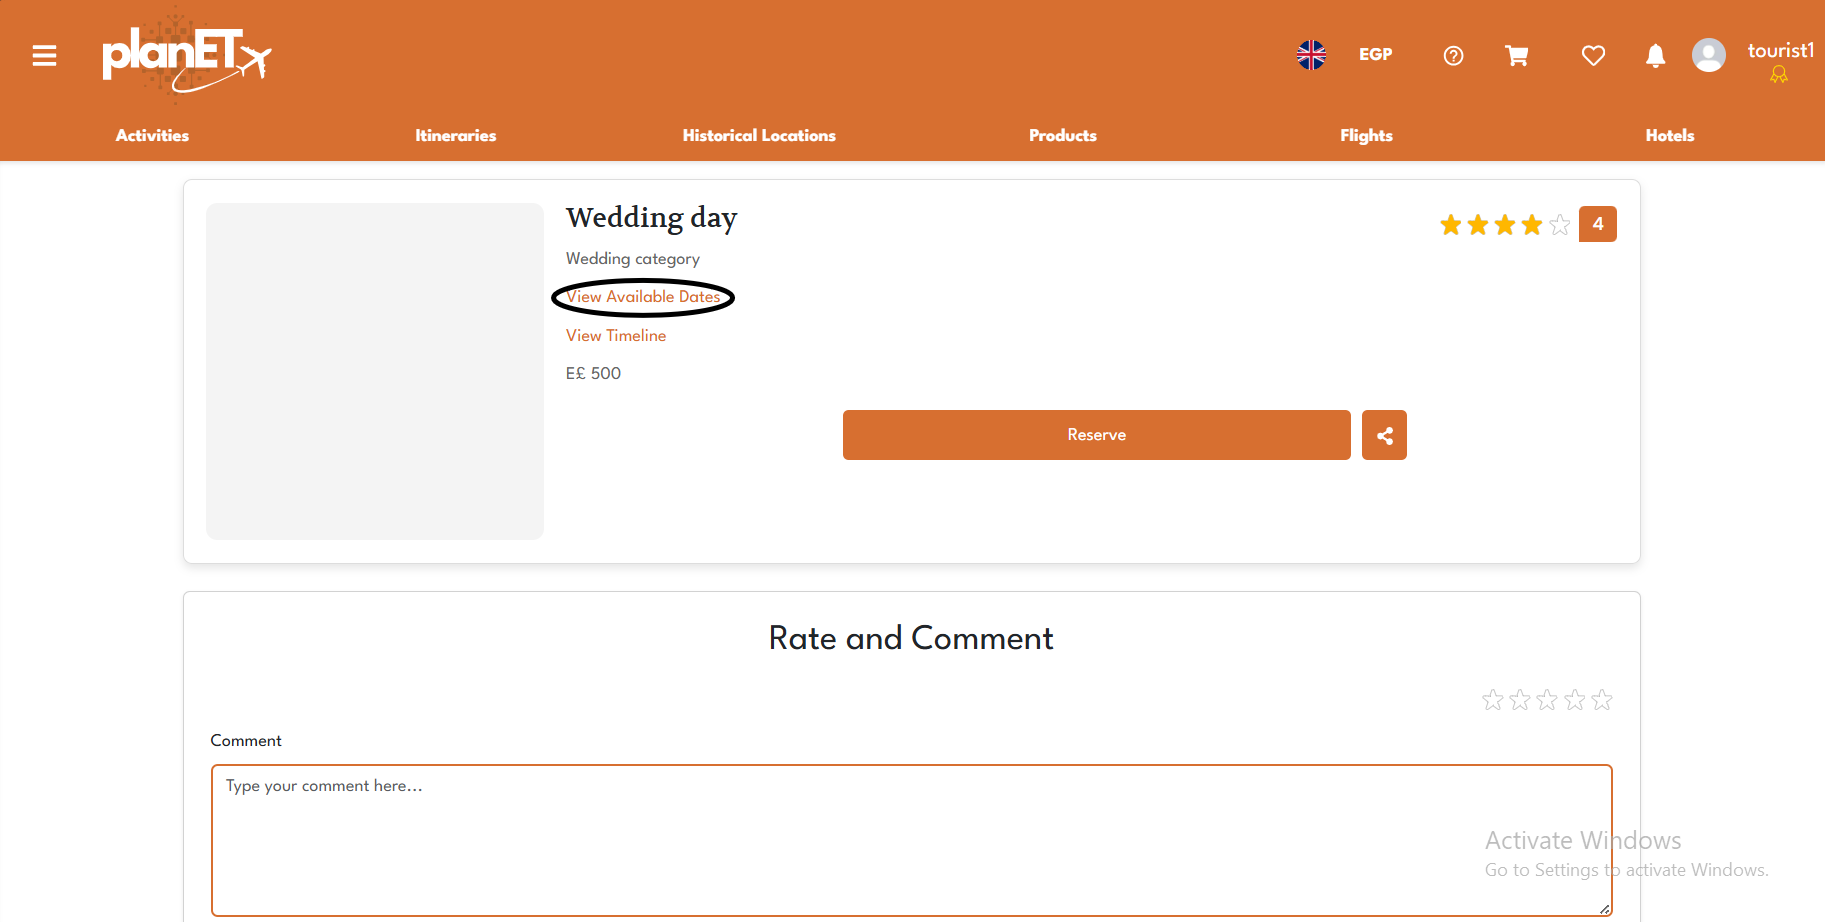 planET
EGP
tourist1
Activities
Itineraries
Historical Locations
Products
Flights
Hotels
Wedding day
4
Wedding category
View Available Dates
View Timeline
E£ 500
Reserve
Rate and Comment
Comment
Type your comment here...
Activate Windows
Go to Settings to activate Windows.